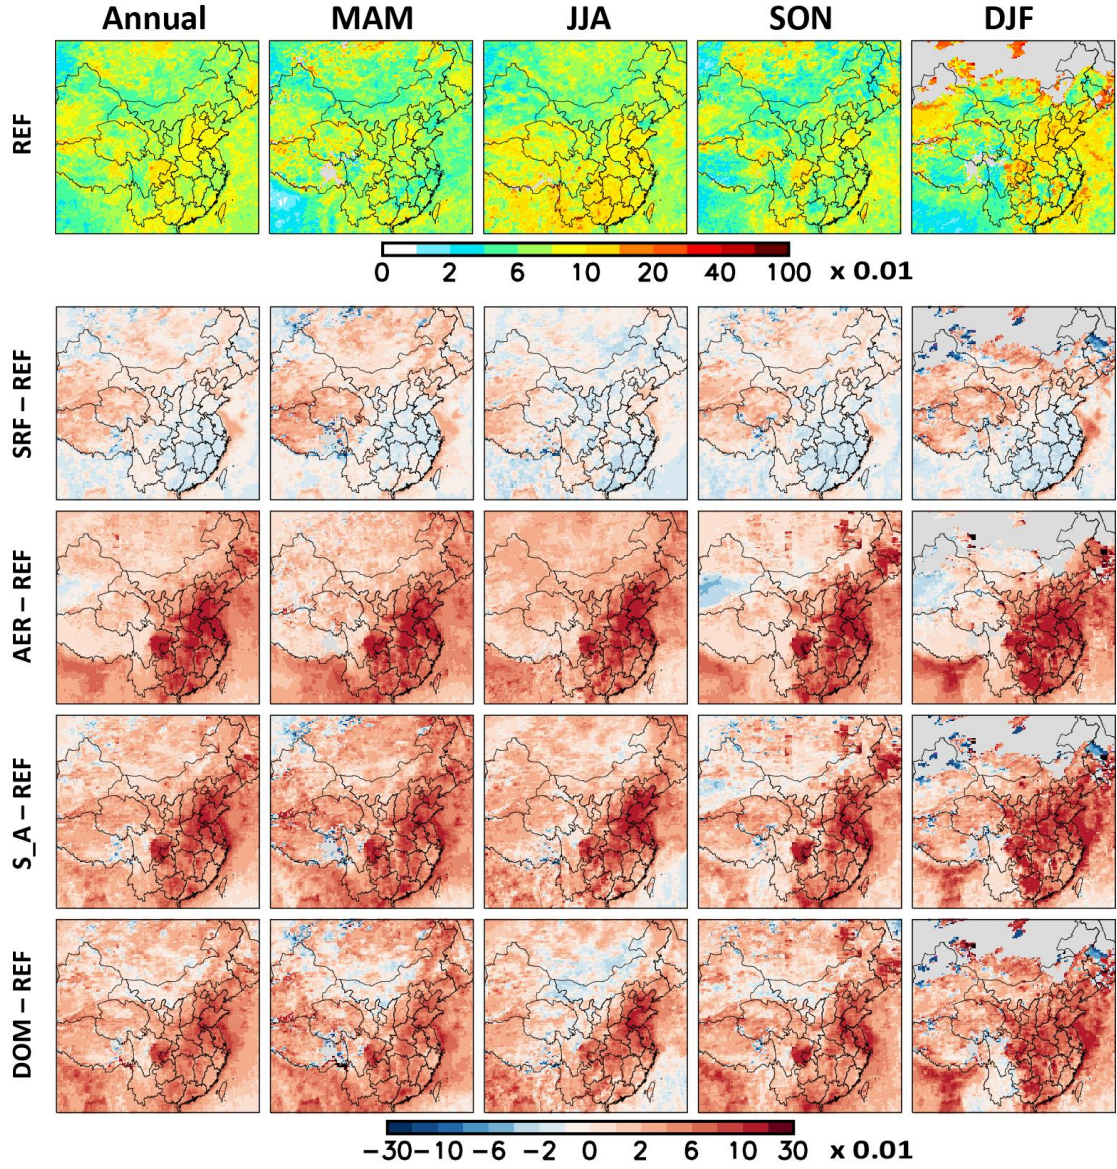 Annual MAM JJA SON DJF
REF
0 2 6 10 20 40 100 x 0.01
SRF – REF
AER – REF
S_A – REF
DOM – REF
−30 −10 −6 −2 0 2 6 10 30 x 0.01